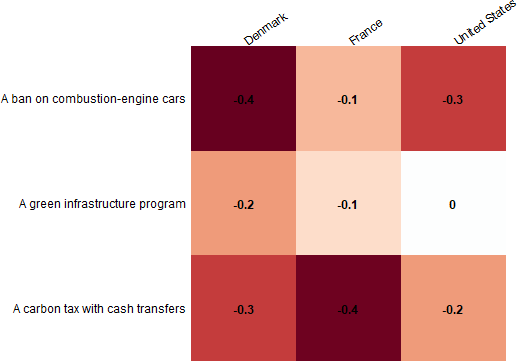 Denmark France United States
A ban on combustion-engine cars -0.4 -0.1 -0.3
A green infrastructure program -0.2 -0.1 0
A carbon tax with cash transfers -0.3 -0.4 -0.2